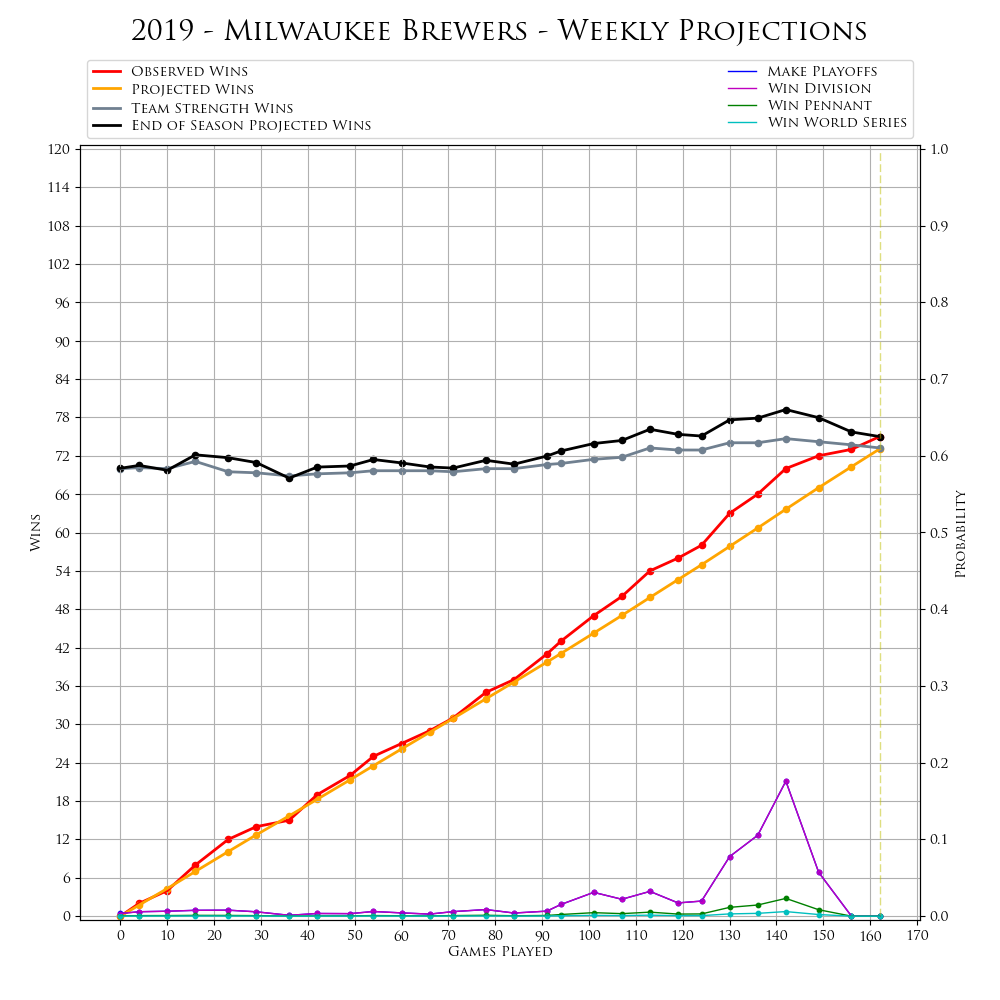 2019 - Milwaukee Brewers - Weekly Projections
Observed Wins
Projected Wins
Team Strength Wins
End of Season Projected Wins
Make Playoffs
Win Division
Win Pennant
Win World Series
120
114
108
102
96
90
84
78
72
66
60
54
48
42
36
30
24
18
12
6
0
Wins
1.0
0.9
0.8
0.7
0.6
0.5
0.4
0.3
0.2
0.1
0.0
Probability
0 10 20 30 40 50 60 70 80 90 100 110 120 130 140 150 160 170
Games Played